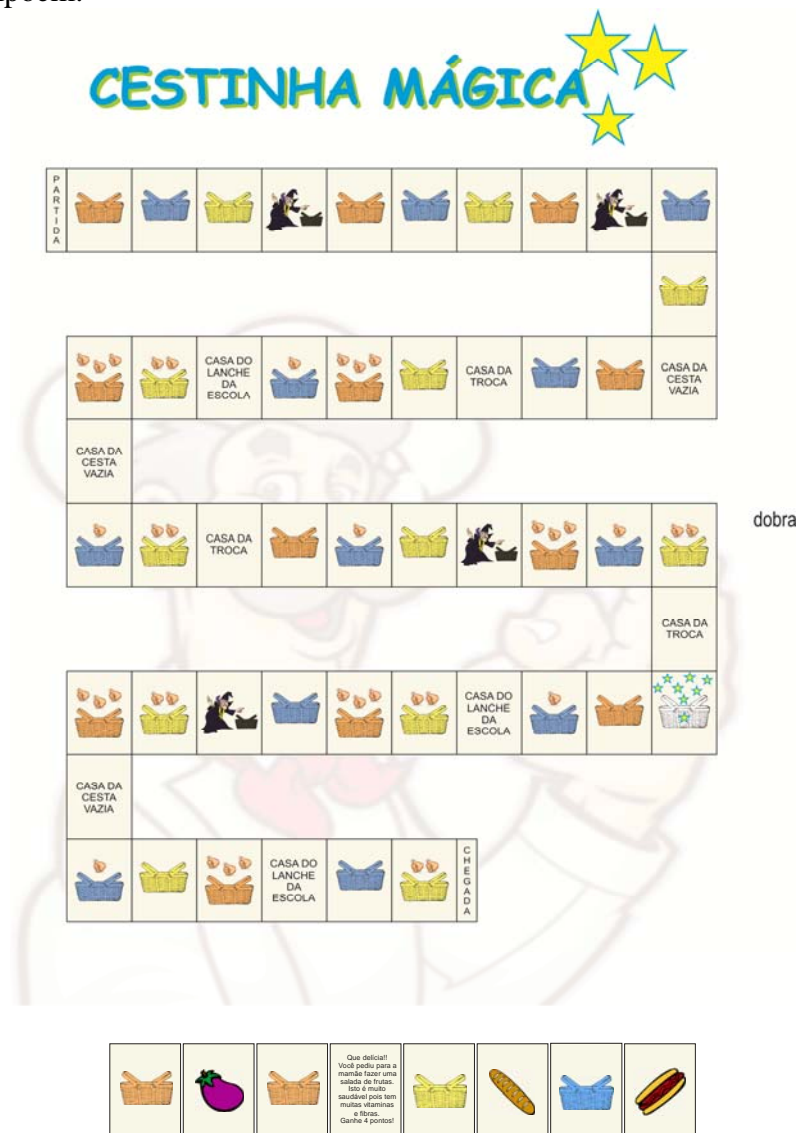 CESTINHA MÁGICA
PARTIDA
CASA DO
LANCHE
DA
ESCOLA
CASA DA
TROCA
CASA DA
CESTA
VAZIA
CASA DA
CESTA
VAZIA
CASA DA
TROCA
dobra
CASA DA
TROCA
CASA DO
LANCHE
DA
ESCOLA
CASA DA
CESTA
VAZIA
CASA DO
LANCHE
DA
ESCOLA
CHEGADA
Que delicia!!
Você pediu para a
mamãe fazer uma
salada de frutas.
Isto é muito
saudável pois tem
muitas vitaminas
e fibras.
Ganhe 4 pontos!